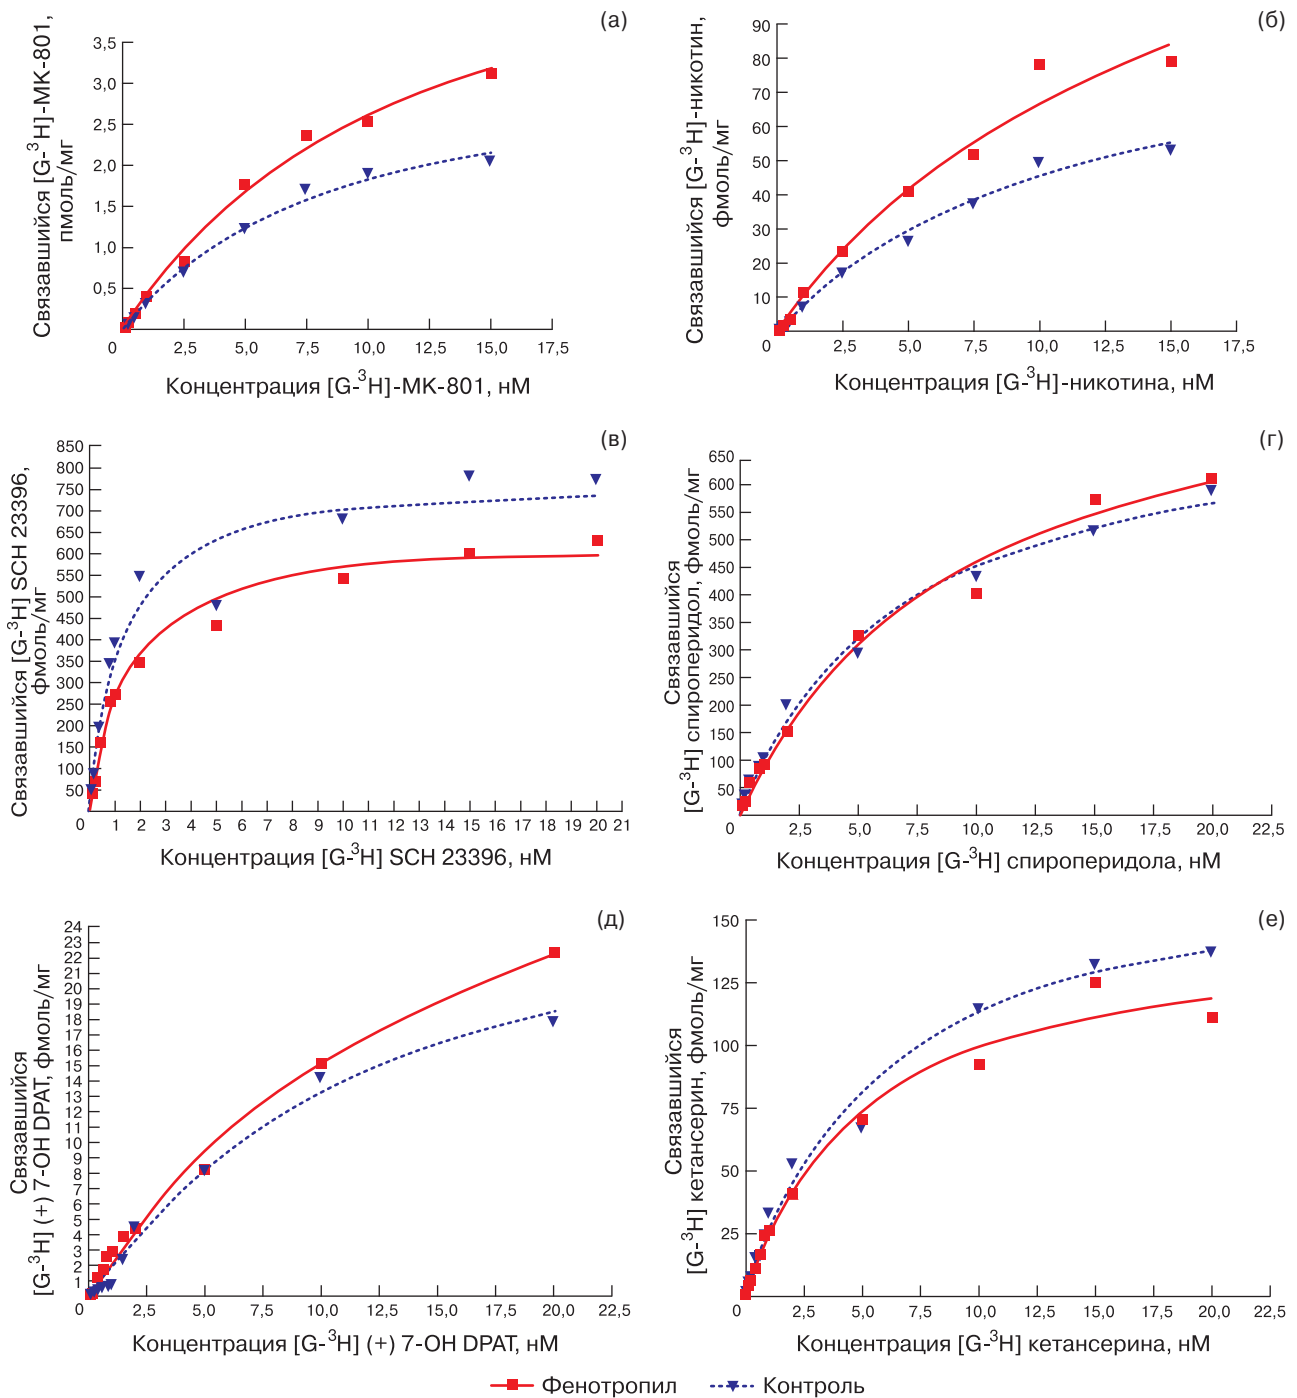 (а)
Связавшийся [G-³H]-МК-801,
пмоль/мг
3,5
3,0
2,5
2,0
1,5
1,0
0,5
0 2,5 5,0 7,5 10,0 12,5 15,0 17,5
Концентрация [G-³H]-МК-801, нМ
(б)
Связавшийся [G-³H]-никотин,
фмоль/мг
90
80
70
60
50
40
30
20
10
0 2,5 5,0 7,5 10,0 12,5 15,0 17,5
Концентрация [G-³H]-никотина, нМ
(в)
Связавшийся [G-³H] SCH 23396,
фмоль/мг
850
800
750
700
650
600
550
500
450
400
350
300
250
200
150
100
50
0 1 2 3 4 5 6 7 8 9 10 11 12 13 14 15 16 17 18 19 20 21
Концентрация [G-³H] SCH 23396, нМ
(г)
Связавшийся
[G-³H] спироперидол, фмоль/мг
650
600
550
500
450
400
350
300
250
200
150
100
50
0 2,5 5,0 7,5 10,0 12,5 15,0 17,5 20,0 22,5
Концентрация [G-³H] спироперидола, нМ
(д)
Связавшийся
[G-³H] (+) 7-OH DPAT, фмоль/мг
24
23
22
21
20
19
18
17
16
15
14
13
12
11
10
9
8
7
6
5
4
3
2
1
0 2,5 5,0 7,5 10,0 12,5 15,0 17,5 20,0 22,5
Концентрация [G-³H] (+) 7-OH DPAT, нМ
(е)
Связавшийся
[G-³H] кетансерин, фмоль/мг
150
125
100
75
50
25
0 2,5 5,0 7,5 10,0 12,5 15,0 17,5 20,0 22,5
Концентрация [G-³H] кетансерина, нМ
Фенотропил Контроль